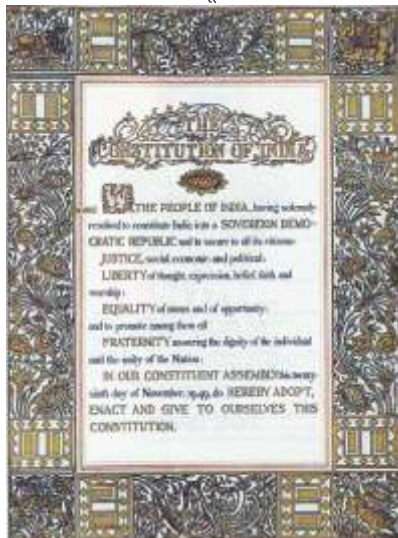 THE
CONSTITUTION OF INDIA
WE, THE PEOPLE OF INDIA, having solemnly
resolved to constitute India into a SOVEREIGN DEMO-
CRATIC REPUBLIC and to secure to all its citizens:
JUSTICE, social, economic and political;
LIBERTY of thought, expression, belief, faith and
worship;
EQUALITY of status and of opportunity;
and to promote among them all
FRATERNITY assuring the dignity of the individual
and the unity of the Nation;
IN OUR CONSTITUENT ASSEMBLY this twenty-
sixth day of November, 1949, do HEREBY ADOPT,
ENACT AND GIVE TO OURSELVES THIS
CONSTITUTION.